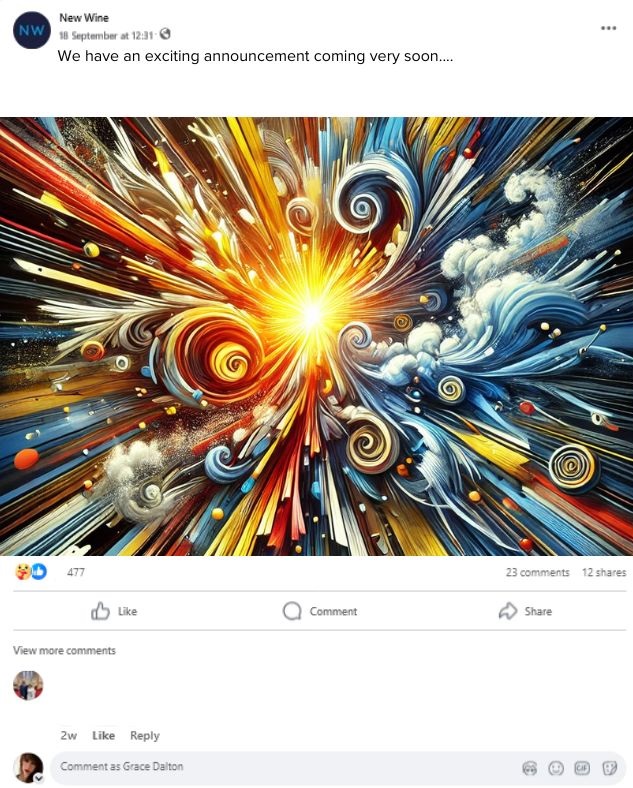 NW
New Wine
18 September at 12:31
We have an exciting announcement coming very soon....
477
23 comments 12 shares
Like Comment Share
View more comments
2w Like Reply
Comment as Grace Dalton
GIF